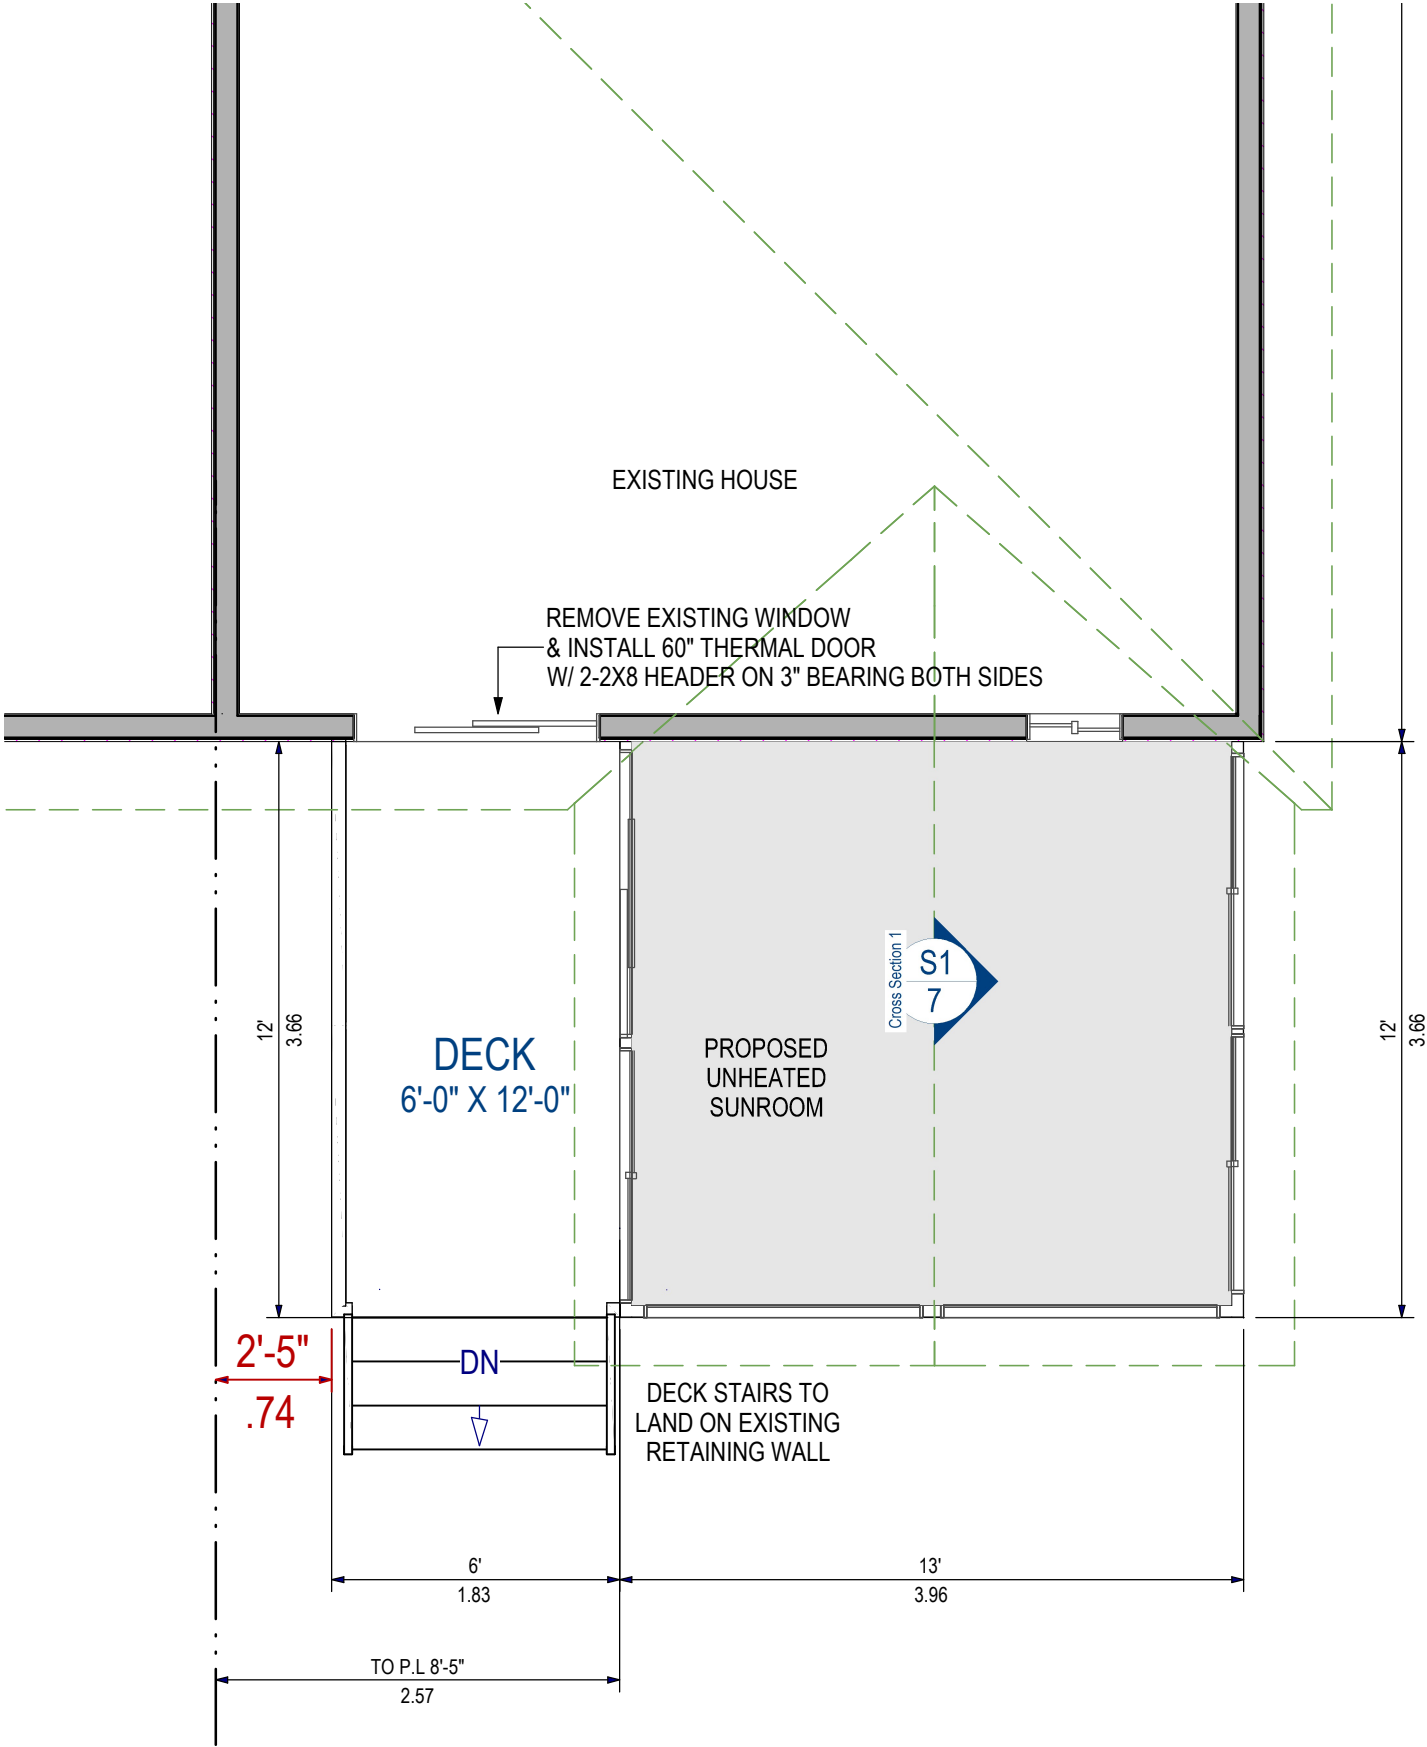 EXISTING HOUSE
REMOVE EXISTING WINDOW
& INSTALL 60" THERMAL DOOR
W/ 2-2X8 HEADER ON 3" BEARING BOTH SIDES
Cross Section 1
S1
7
12'
3.66
DECK
6'-0" X 12'-0"
PROPOSED
UNHEATED
SUNROOM
12'
3.66
2'-5"
.74
DN
DECK STAIRS TO
LAND ON EXISTING
RETAINING WALL
6'
1.83
13'
3.96
TO P.L 8'-5"
2.57